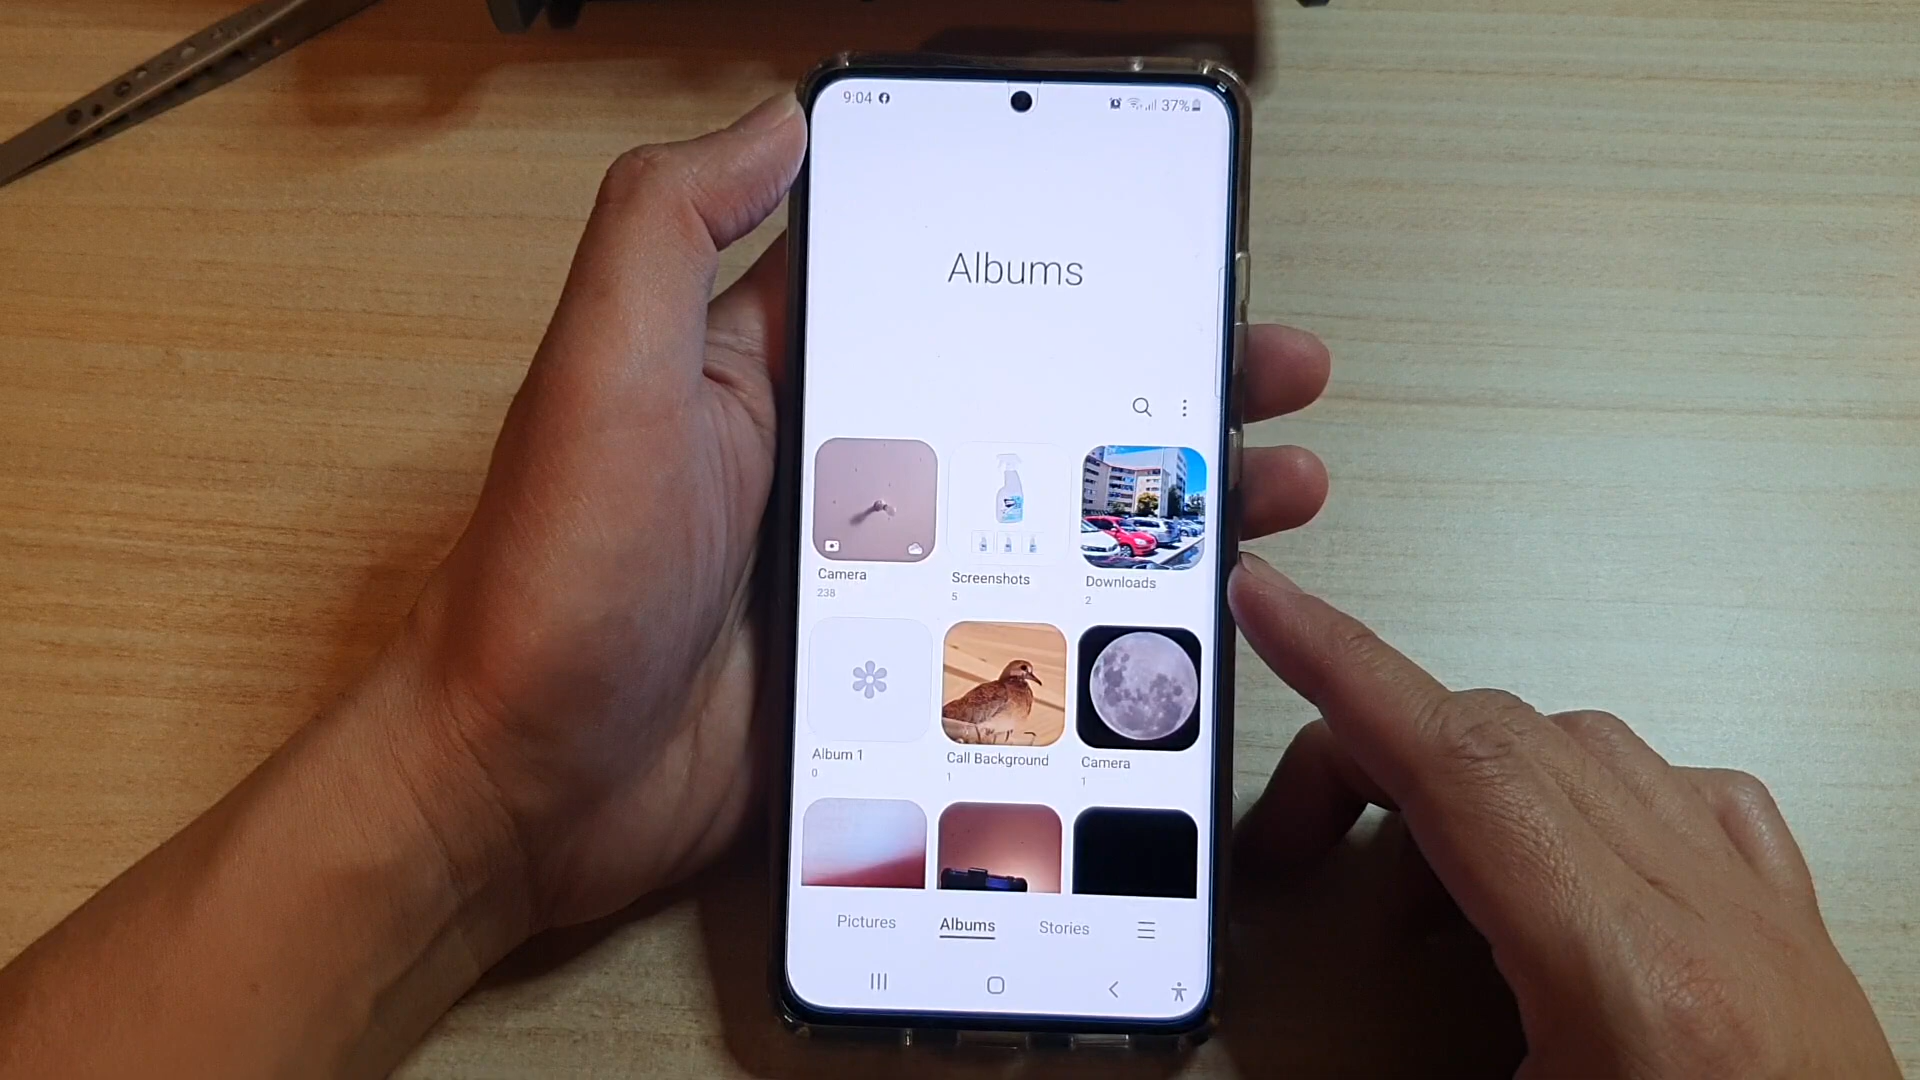 9:04 37%
Albums
Camera Screenshots Downloads
238 5 2
Album 1 Call Background Camera
0 1 1
Pictures Albums Stories